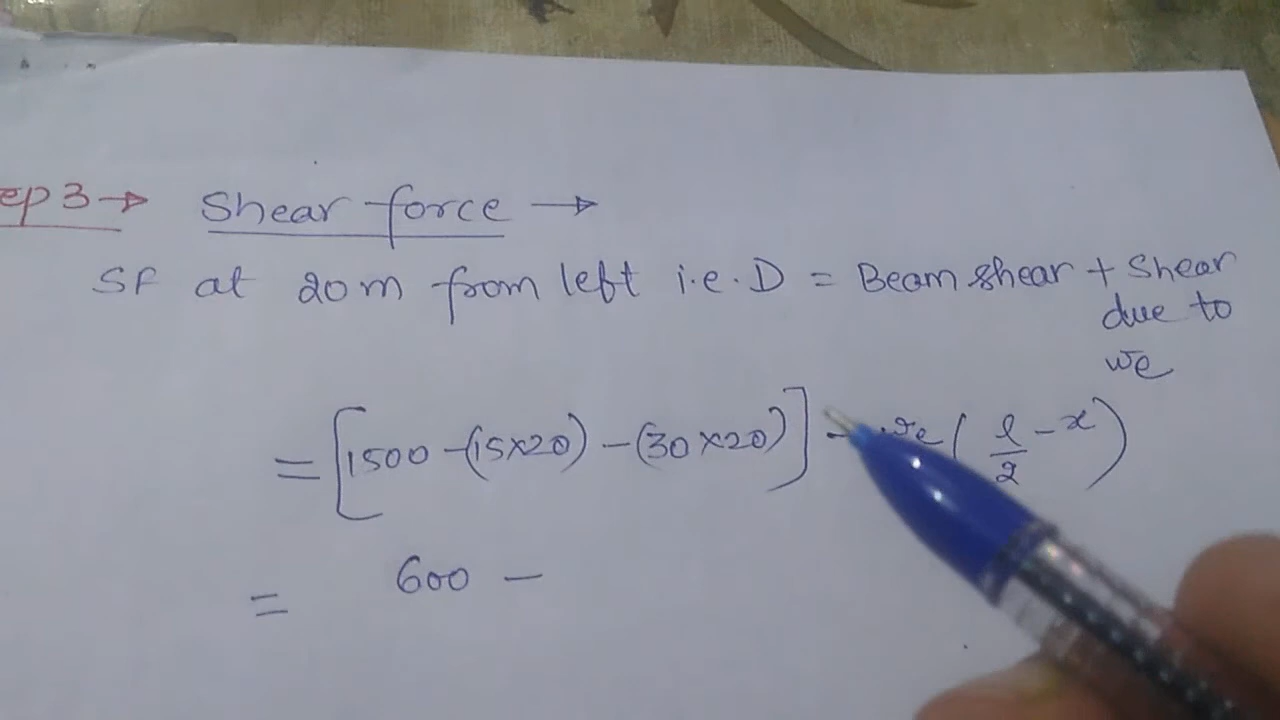 ep 3 →
Shear force →
SF at 20m from left i.e. D = Beam shear + Shear
due to
we
= [1500 - (15×20) - (30×20)] - we (l/2 - x)
= 600 -